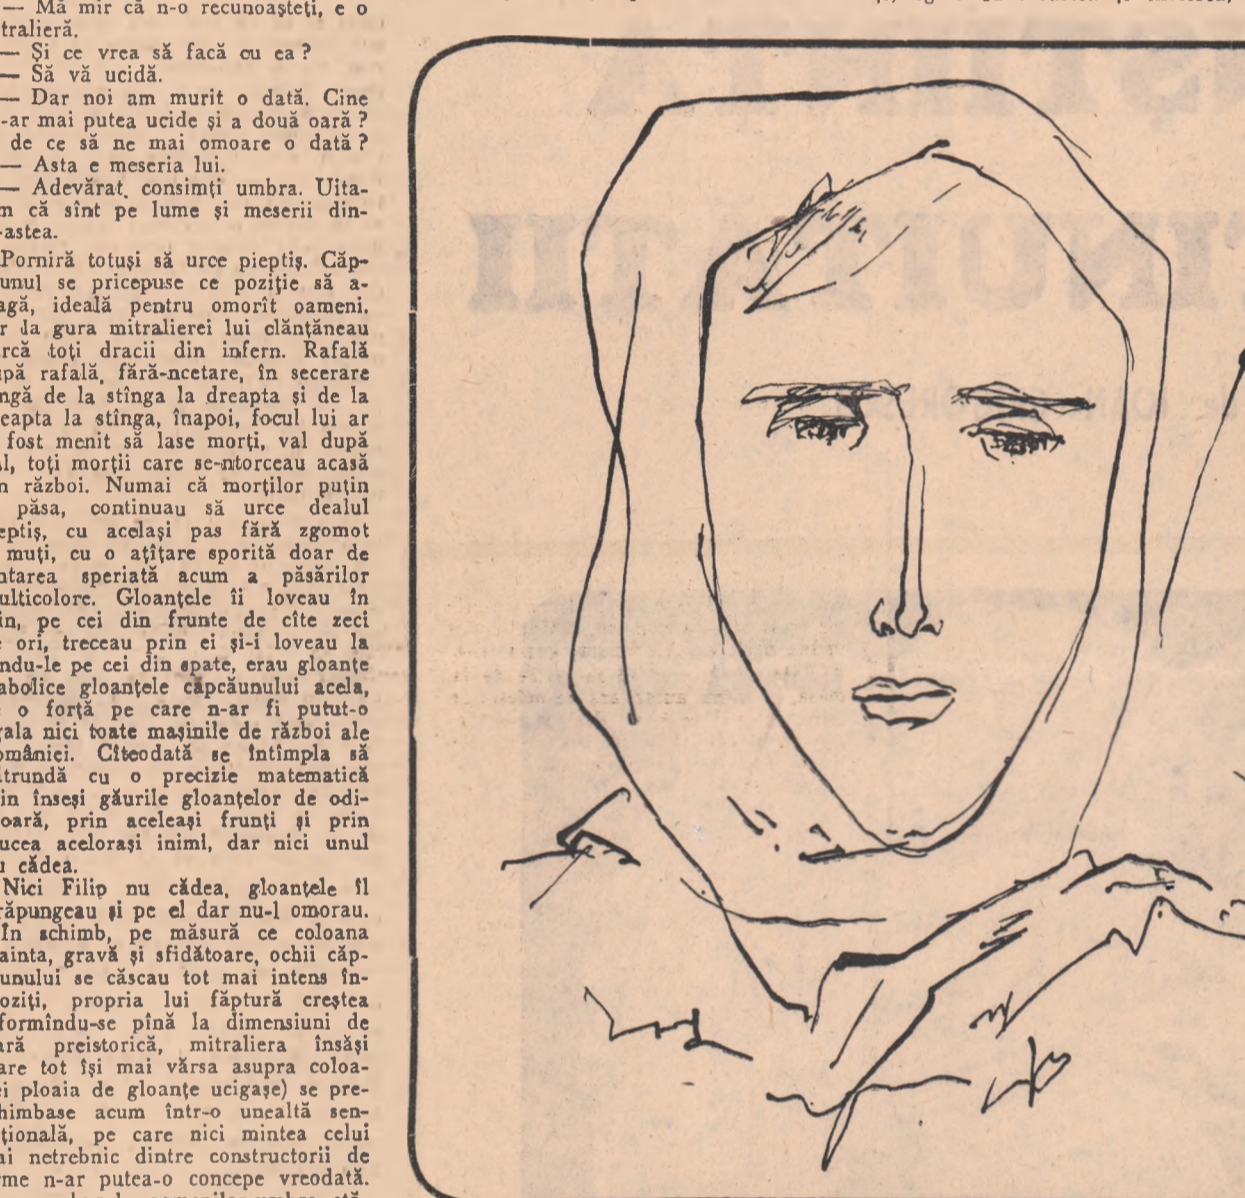 — Mă mir că n-o recunoașteți, e o
tralieră.
— Și ce vrea să facă cu ea ?
— Să vă ucidă.
— Dar noi am murit o dată. Cine
-ar mai putea ucide și a două oară ?
de ce să ne mai omoare o dată ?
— Asta e meseria lui.
— Adevărat, consimți umbra. Uita-
m că sînt pe lume și meserii din-
-astea.
Porniră totuși să urce pieptiș. Căp-
unul se pricepuse ce poziție să a-
agă, ideală pentru omorît oameni.
r la gura mitralierei lui clănțăneau
rcă toți dracii din infern. Rafală
upă rafală, fără-ncetare, în secerare
ngă de la stînga la dreapta și de la
eapta la stînga, înapoi, focul lui ar
fost menit să lase morți, val după
l, toți morții care se-ntorceau acasă
n război. Numai că morților puțin
păsa, continuau să urce dealul
eptiș, cu același pas fără zgomot
muți, cu o ațîțare sporită doar de
ntarea speriată acum a păsărilor
ulticolore. Gloanțele îi loveau în
in, pe cei din frunte de cîte zeci
ori, treceau prin ei și-i loveau la
ndu-le pe cei din spate, erau gloanțe
abolice gloanțele căpcăunului acela,
o forță pe care n-ar fi putut-o
gala nici toate mașinile de război ale
omâniei. Cîteodată se întîmpla să
trundă cu o precizie matematică
in înseși găurile gloanțelor de odi-
oară, prin aceleași frunți și prin
ucea acelorași inimi, dar nici unul
u cădea.
Nici Filip nu cădea, gloanțele îl
răpungeau și pe el dar nu-l omorau.
În schimb, pe măsură ce coloana
ainta, gravă și sfidătoare, ochii căp-
unului se căscau tot mai intens în-
oziți, propria lui făptură creștea
formîndu-se pînă la dimensiuni de
ară preistorică, mitraliera însăși
are tot își mai vărsa asupra coloa-
ei ploaia de gloanțe ucigașe) se pre-
himbase acum într-o unealtă sen-
țională, pe care nici mintea celui
ai netrebnic dintre constructorii de
rme n-ar putea-o concepe vreodată.